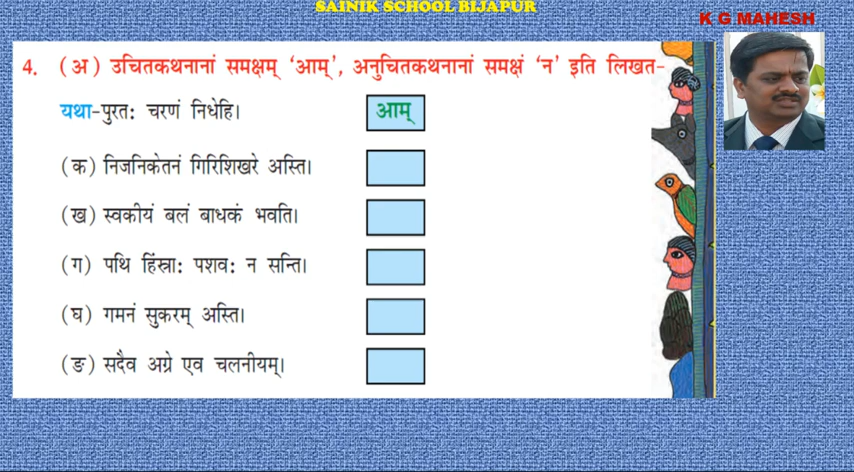 SAINIK SCHOOL BIJAPUR
K G MAHESH
4. (अ) उचितकथनानां समक्षम् ‘आम्’, अनुचितकथनानां समक्षं ‘न’ इति लिखत-
यथा-पुरतः चरणं निधेहि। आम्
(क) निजनिकेतनं गिरिशिखरे अस्ति।
(ख) स्वकीयं बलं बाधकं भवति।
(ग) पथि हिंस्राः पशवः न सन्ति।
(घ) गमनं सुकरम् अस्ति।
(ङ) सदैव अग्रे एव चलनीयम्।